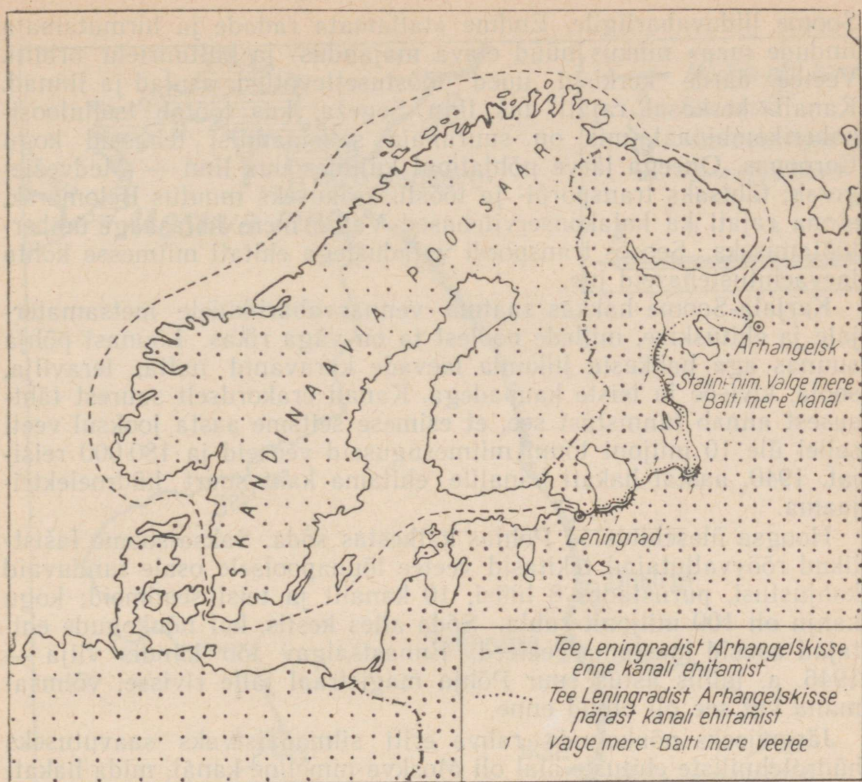 SKANDINAAVIA POOLSAAR
Arhangelsk
Stalini-nim. Valge mere
- Balti mere kanal
Leningrad
Tee Leningradist Arhangelskisse
enne kanali ehitamist
Tee Leningradist Arhangelskisse
pärast kanali ehitamist
Valge mere - Balti mere veetee